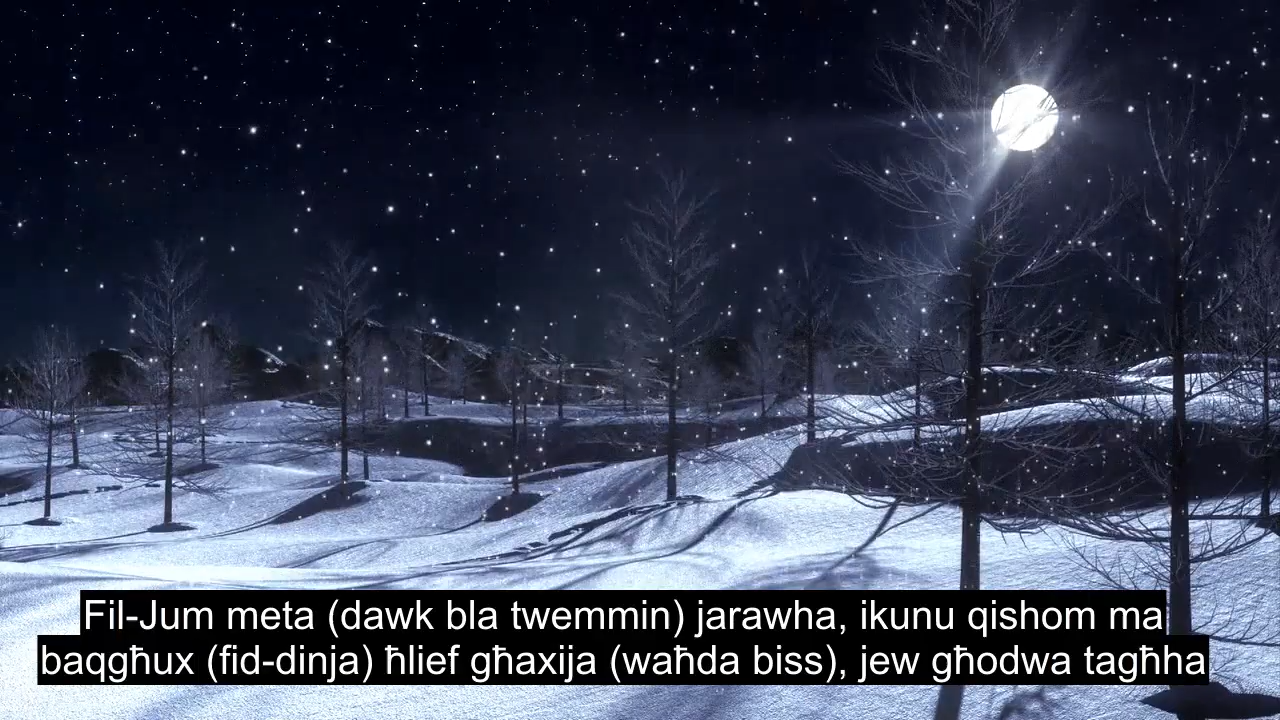 Fil-Jum meta (dawk bla twemmin) jarawha, ikunu qishom ma
baqgħux (fid-dinja) ħlief għaxija (waħda biss), jew għodwa tagħha